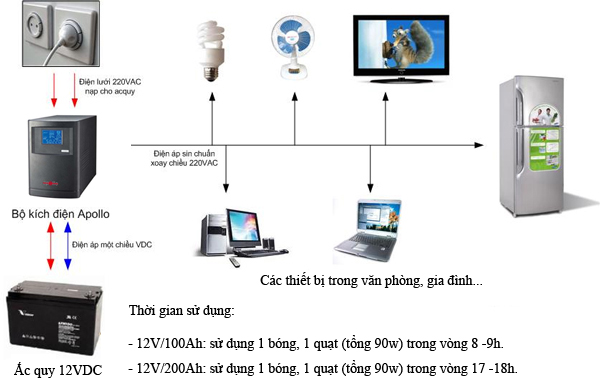 Điện lưới 220VAC
nạp cho acquy
Điện áp sin chuẩn
xoay chiều 220VAC
Bộ kích điện Apollo
Điện áp một chiều VDC
Các thiết bị trong văn phòng, gia đình...
Thời gian sử dụng:
- 12V/100Ah: sử dụng 1 bóng, 1 quạt (tổng 90w) trong vòng 8 -9h.
- 12V/200Ah: sử dụng 1 bóng, 1 quạt (tổng 90w) trong vòng 17 -18h.
Ắc quy 12VDC